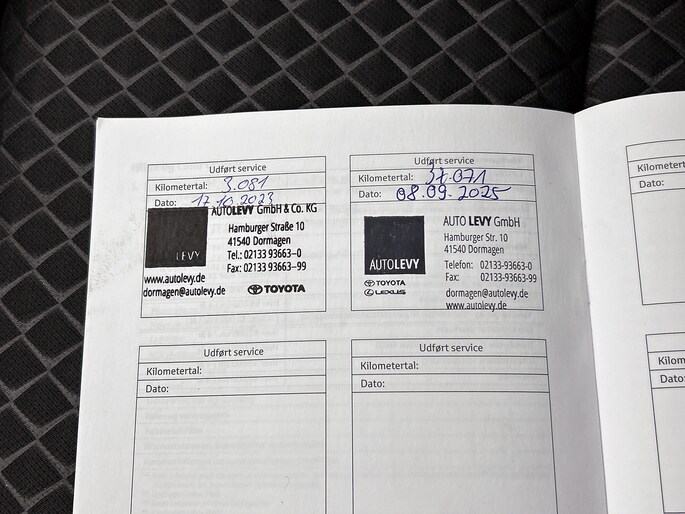 Udført service
Kilometertal: 3.081
Dato: 17.10.2023
AUTOLEVY GmbH & Co. KG
Hamburger Straße 10
41540 Dormagen
Tel.: 02133 93663-0
Fax: 02133 93663-99
LEVY
www.autolevy.de
dormagen@autolevy.de
TOYOTA
Udført service
Kilometertal: 37.071
Dato: 08.09.2025
AUTO LEVY GmbH
Hamburger Str. 10
41540 Dormagen
Telefon: 02133-93663-0
Fax: 02133-93663-99
AUTOLEVY
TOYOTA
LEXUS
dormagen@autolevy.de
www.autolevy.de
Udført service
Kilometertal:
Dato:
Udført service
Kilometertal:
Dato:
Kilometert
Dato:
Kilom
Dato: